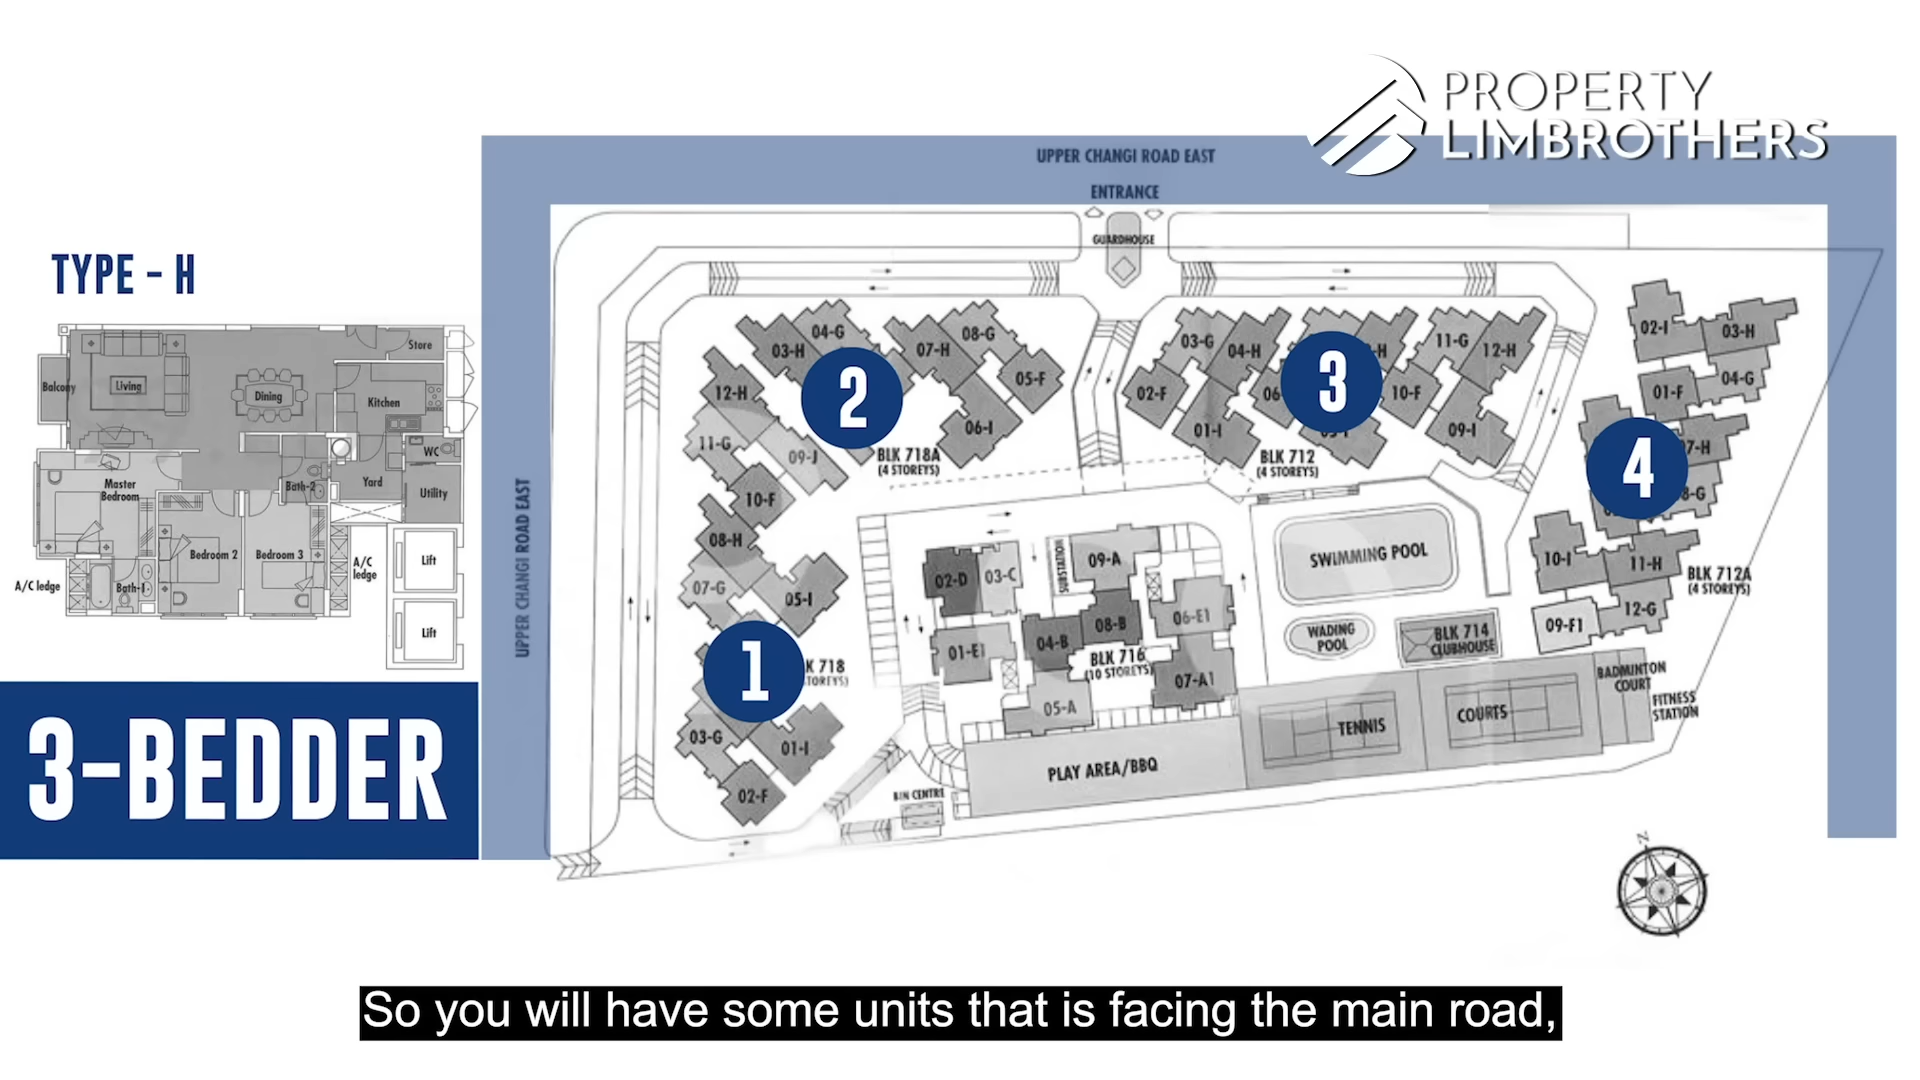 PROPERTY
LIMBROTHERS
UPPER CHANGI ROAD EAST
ENTRANCE
GUARDHOUSE
TYPE - H
Store
Balcony
Living
Dining
Kitchen
WC
Master
Bedroom
Bath-2
Yard
Utility
Bedroom 2
Bedroom 3
A/C
ledge
Lift
A/C ledge
Bath-1
Lift
3-BEDDER
UPPER CHANGI ROAD EAST
04-G
03-H
08-G
07-H
05-F
12-H
2
06-I
11-G
09-J
BLK 718A
(4 STOREYS)
10-F
08-H
07-G
05-I
1
K 718
TOREYS)
03-G
01-I
02-F
03-G
04-H
3
-H
11-G
12-H
02-F
06
10-F
01-I
09-I
BLK 712
(4 STOREYS)
02-I
03-H
01-F
04-G
4
7-H
8-G
10-I
11-H
BLK 712A
(4 STOREYS)
12-G
09-F1
02-D
03-C
SUBSTATION
09-A
04-B
08-B
06-E1
01-E1
BLK 716
(10 STOREYS)
07-A1
05-A
SWIMMING POOL
WADING
POOL
BLK 714
CLUBHOUSE
BADMINTON
COURT
FITNESS
STATION
TENNIS
COURTS
PLAY AREA/BBQ
BIN CENTRE
N
So you will have some units that is facing the main road,